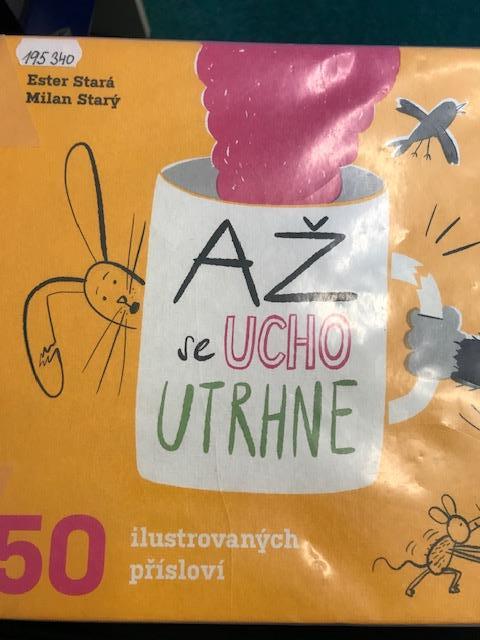 195 340
Ester Stará
Milan Starý
AŽ
se UCHO
UTRHNE
50
ilustrovaných
přísloví